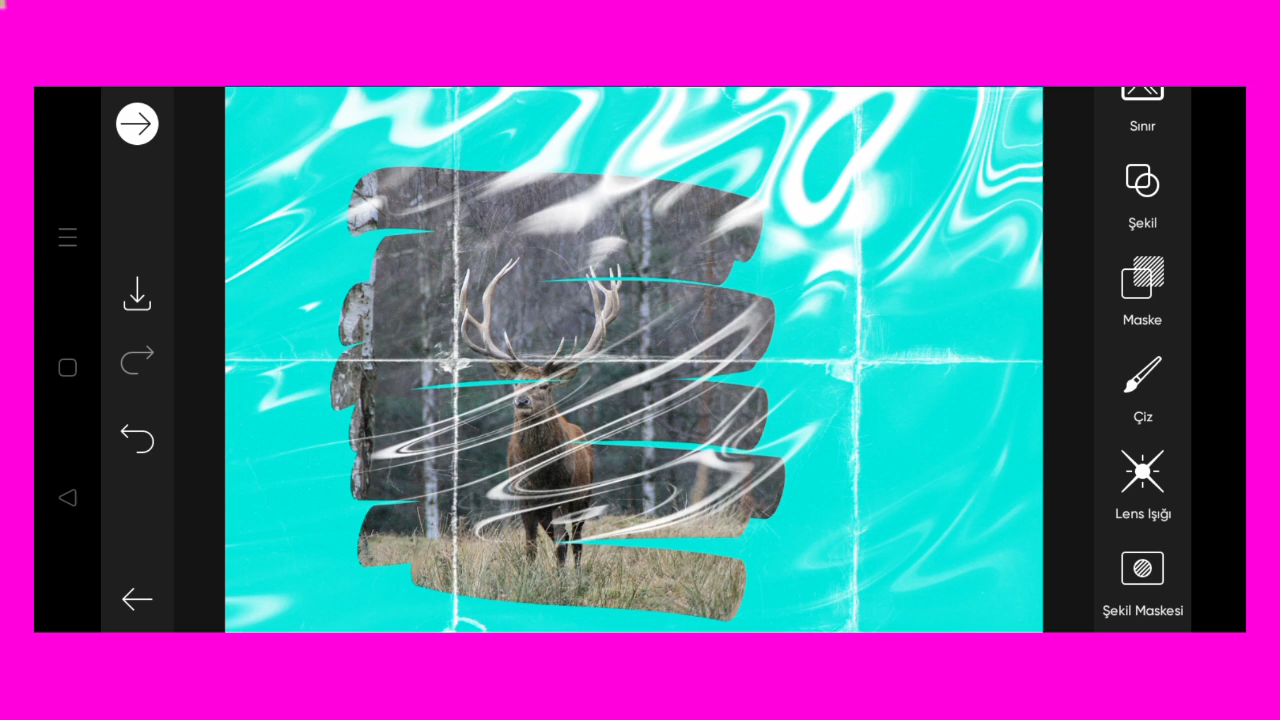 Sınır
Şekil
Maske
Çiz
Lens Işığı
Şekil Maskesi